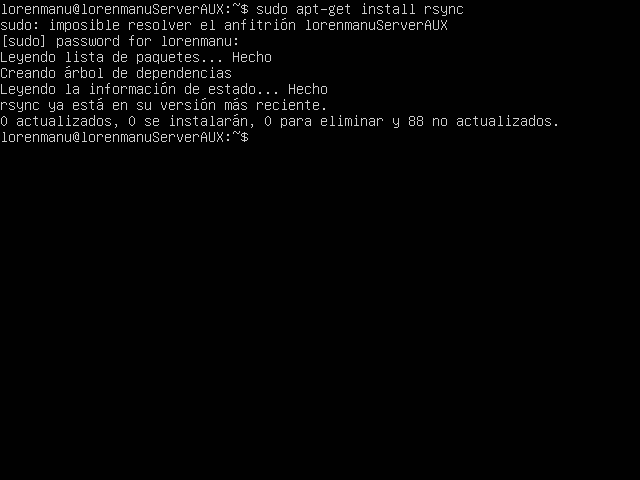 lorenmanu@lorenmanuServerAUX:~$ sudo apt-get install rsync
sudo: imposible resolver el anfitrión lorenmanuServerAUX
[sudo] password for lorenmanu:
Leyendo lista de paquetes... Hecho
Creando árbol de dependencias
Leyendo la información de estado... Hecho
rsync ya está en su versión más reciente.
0 actualizados, 0 se instalarán, 0 para eliminar y 88 no actualizados.
lorenmanu@lorenmanuServerAUX:~$